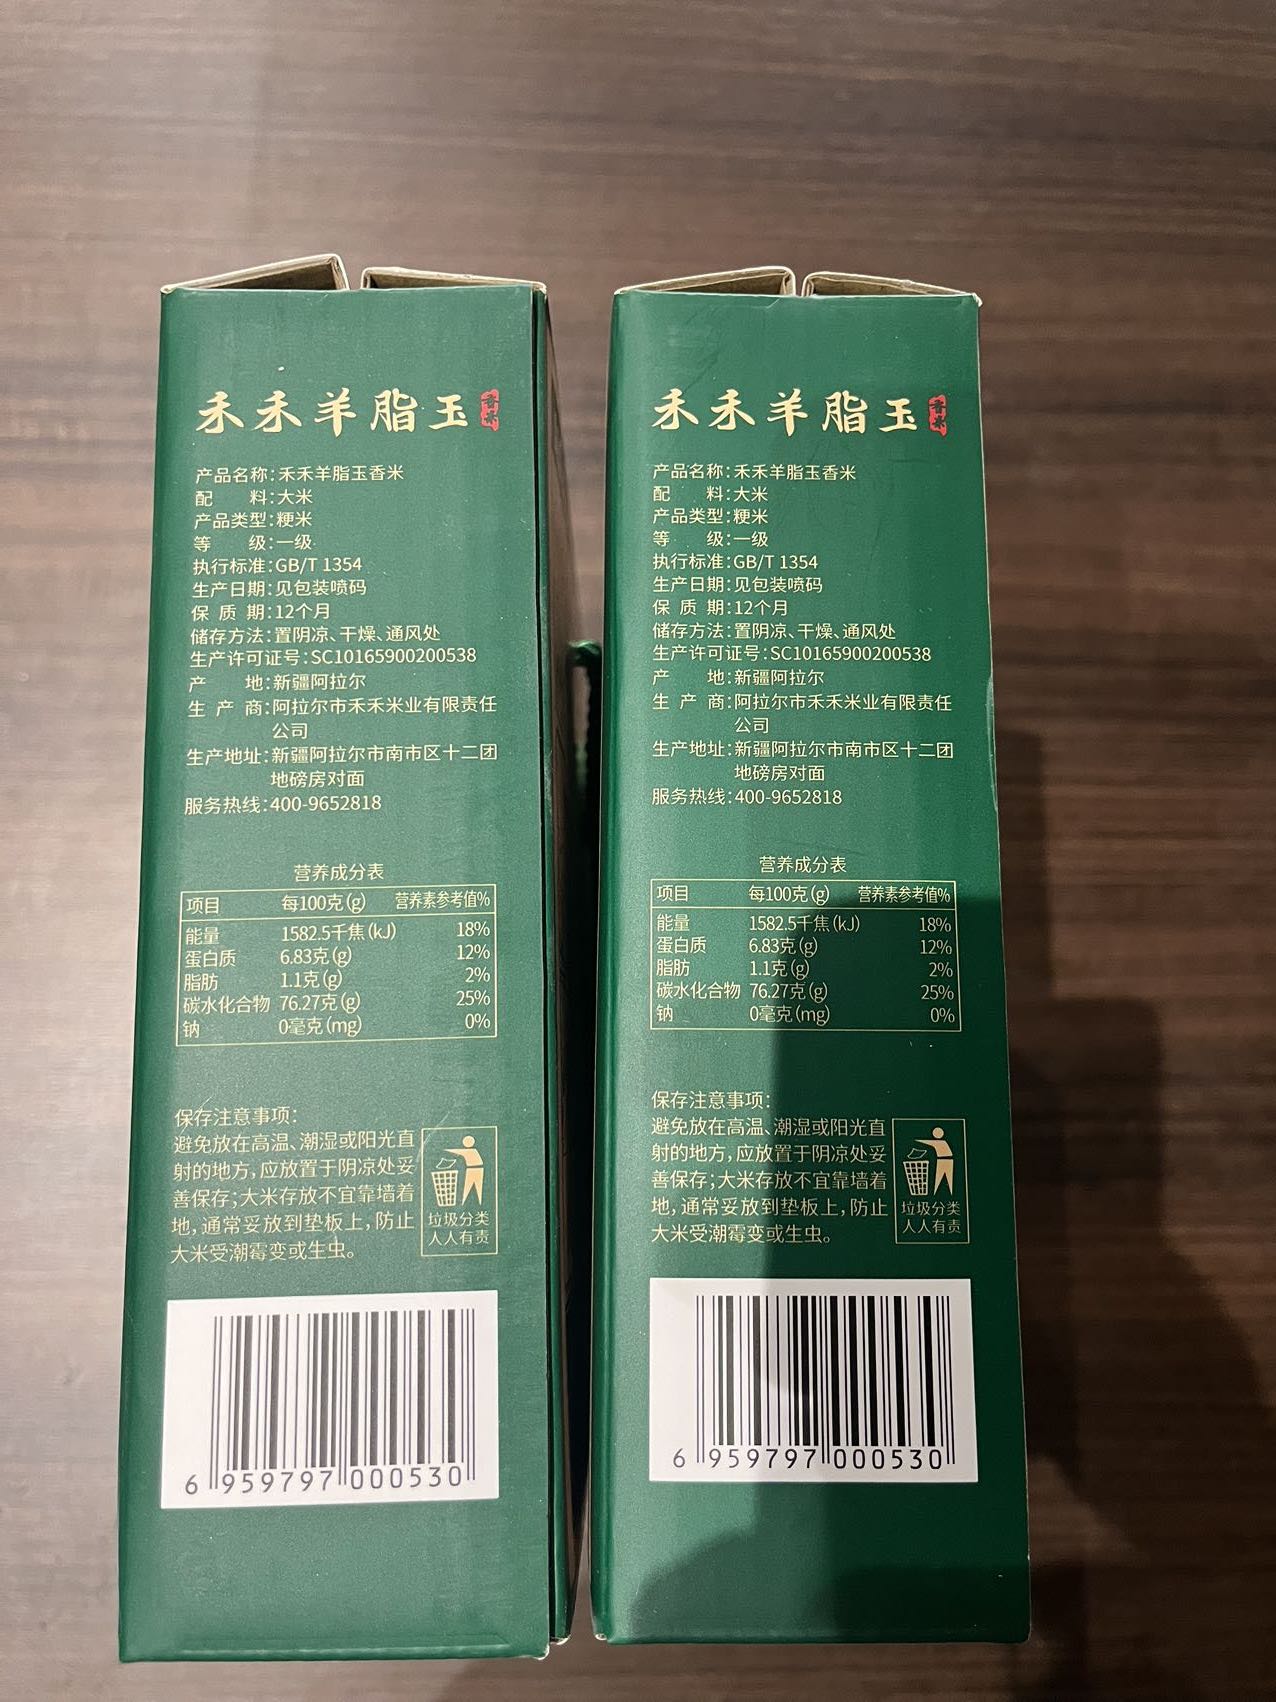 禾禾羊脂玉香米
产品名称:禾禾羊脂玉香米
配 料:大米
产品类型:粳米
等 级:一级
执行标准:GB/T 1354
生产日期:见包装喷码
保 质 期:12个月
储存方法:置阴凉、干燥、通风处
生产许可证号:SC10165900200538
产 地:新疆阿拉尔
生 产 商:阿拉尔市禾禾米业有限责任
公司
生产地址:新疆阿拉尔市南市区十二团
地磅房对面
服务热线:400-9652818
营养成分表
项目 每100克(g) 营养素参考值%
能量 1582.5千焦(kJ) 18%
蛋白质 6.83克(g) 12%
脂肪 1.1克(g) 2%
碳水化合物 76.27克(g) 25%
钠 0毫克(mg) 0%
保存注意事项:
避免放在高温、潮湿或阳光直
射的地方,应放置于阴凉处妥
善保存;大米存放不宜靠墙着
地,通常妥放到垫板上,防止
大米受潮霉变或生虫。
垃圾分类
人人有责
6 959797 000530
禾禾羊脂玉香米
产品名称:禾禾羊脂玉香米
配 料:大米
产品类型:粳米
等 级:一级
执行标准:GB/T 1354
生产日期:见包装喷码
保 质 期:12个月
储存方法:置阴凉、干燥、通风处
生产许可证号:SC10165900200538
产 地:新疆阿拉尔
生 产 商:阿拉尔市禾禾米业有限责任
公司
生产地址:新疆阿拉尔市南市区十二团
地磅房对面
服务热线:400-9652818
营养成分表
项目 每100克(g) 营养素参考值%
能量 1582.5千焦(kJ) 18%
蛋白质 6.83克(g) 12%
脂肪 1.1克(g) 2%
碳水化合物 76.27克(g) 25%
钠 0毫克(mg) 0%
保存注意事项:
避免放在高温、潮湿或阳光直
射的地方,应放置于阴凉处妥
善保存;大米存放不宜靠墙着
地,通常妥放到垫板上,防止
大米受潮霉变或生虫。
垃圾分类
人人有责
6 959797 000530